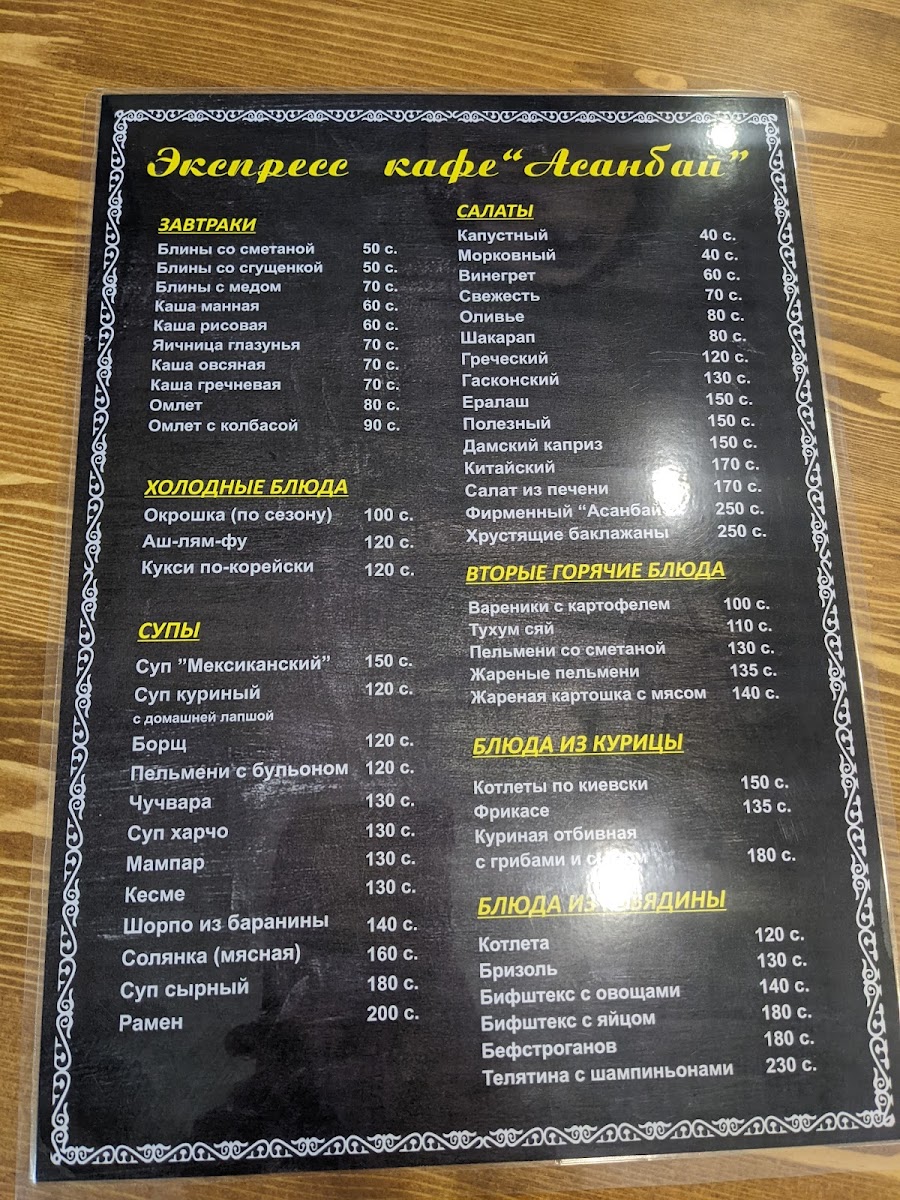 Экспресс кафе “Асанбай”
ЗАВТРАКИ
Блины со сметаной 50 с.
Блины со сгущенкой 50 с.
Блины с медом 70 с.
Каша манная 60 с.
Каша рисовая 60 с.
Яичница глазунья 70 с.
Каша овсяная 70 с.
Каша гречневая 70 с.
Омлет 80 с.
Омлет с колбасой 90 с.
ХОЛОДНЫЕ БЛЮДА
Окрошка (по сезону) 100 с.
Аш-лям-фу 120 с.
Кукси по-корейски 120 с.
СУПЫ
Суп ”Мексиканский” 150 с.
Суп куриный 120 с.
с домашней лапшой
Борщ 120 с.
Пельмени с бульоном 120 с.
Чучвара 130 с.
Суп харчо 130 с.
Мампар 130 с.
Кесме 130 с.
Шорпо из баранины 140 с.
Солянка (мясная) 160 с.
Суп сырный 180 с.
Рамен 200 с.
САЛАТЫ
Капустный 40 с.
Морковный 40 с.
Винегрет 60 с.
Свежесть 70 с.
Оливье 80 с.
Шакарап 80 с.
Греческий 120 с.
Гасконский 130 с.
Ералаш 150 с.
Полезный 150 с.
Дамский каприз 150 с.
Китайский 170 с.
Салат из печени 170 с.
Фирменный “Асанбай 250 с.
Хрустящие баклажаны 250 с.
ВТОРЫЕ ГОРЯЧИЕ БЛЮДА
Вареники с картофелем 100 с.
Тухум сяй 110 с.
Пельмени со сметаной 130 с.
Жареные пельмени 135 с.
Жареная картошка с мясом 140 с.
БЛЮДА ИЗ КУРИЦЫ
Котлеты по киевски 150 с.
Фрикасе 135 с.
Куриная отбивная
с грибами и 180 с.
БЛЮДА ИЗ ГОВЯДИНЫ
Котлета 120 с.
Бризоль 130 с.
Бифштекс с овощами 140 с.
Бифштекс с яйцом 180 с.
Бефстроганов 180 с.
Телятина с шампиньонами 230 с.